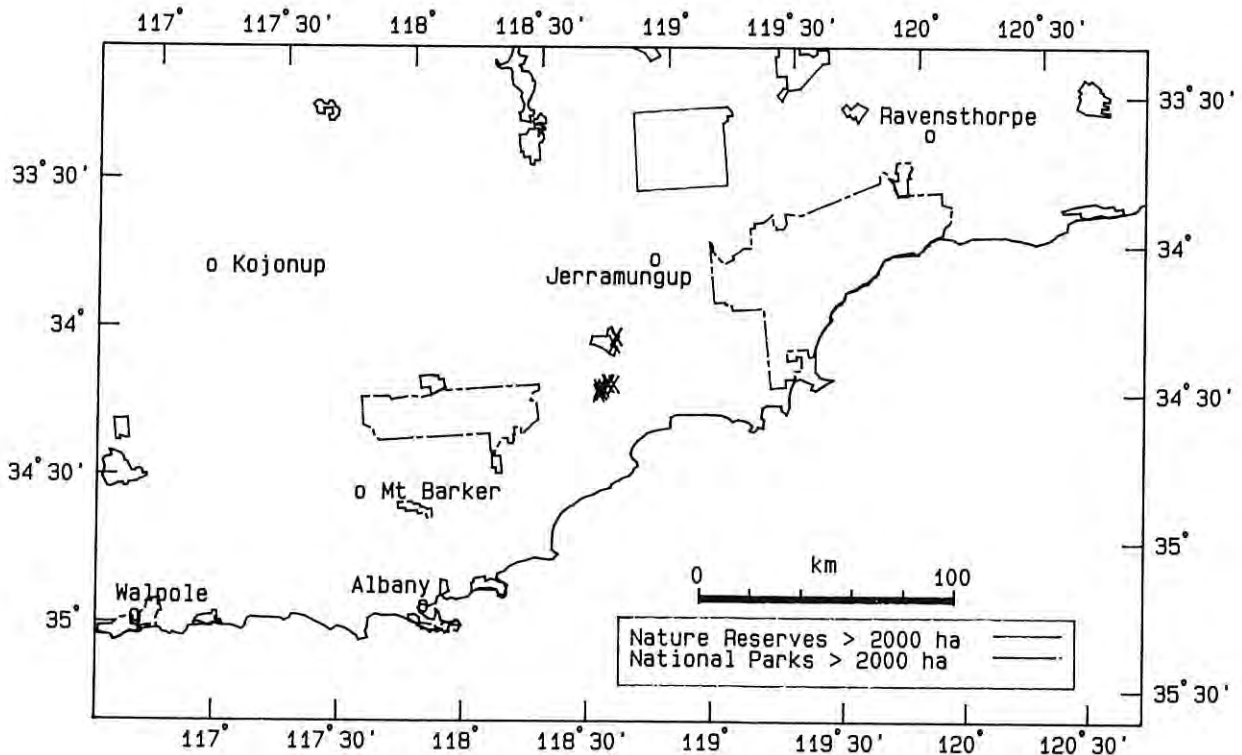 117° 117°30' 118° 118°30' 119° 119°30' 120° 120°30'
33°30'
Ravensthorpe
33°30'
Kojonup
Jerramungup
34°
34°
34°30'
34°30'
Mt Barker
Walpole
Albany
35°
0 km 100
35°
Nature Reserves > 2000 ha
National Parks > 2000 ha
35°30'
117° 117°30' 118° 118°30' 119° 119°30' 120° 120°30'